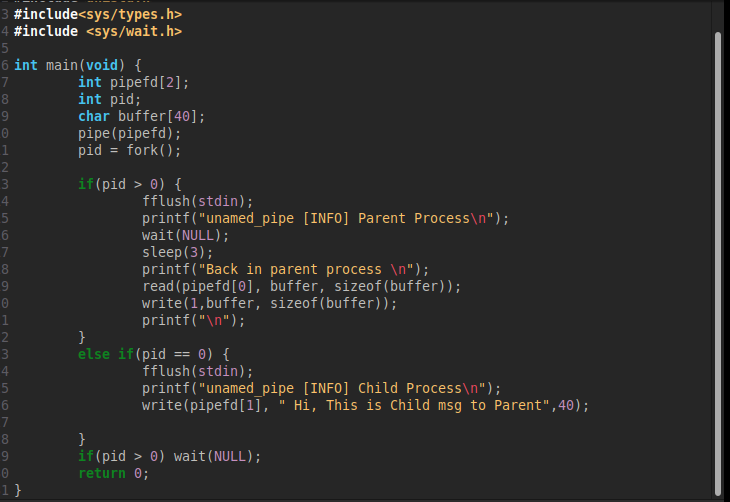 3 #include<sys/types.h>
4 #include <sys/wait.h>
5
6 int main(void) {
7 int pipefd[2];
8 int pid;
9 char buffer[40];
0 pipe(pipefd);
1 pid = fork();
2
3 if(pid > 0) {
4 fflush(stdin);
5 printf("unamed_pipe [INFO] Parent Process\n");
6 wait(NULL);
7 sleep(3);
8 printf("Back in parent process \n");
9 read(pipefd[0], buffer, sizeof(buffer));
0 write(1,buffer, sizeof(buffer));
1 printf("\n");
2 }
3 else if(pid == 0) {
4 fflush(stdin);
5 printf("unamed_pipe [INFO] Child Process\n");
6 write(pipefd[1], " Hi, This is Child msg to Parent",40);
7
8 }
9 if(pid > 0) wait(NULL);
0 return 0;
1 }